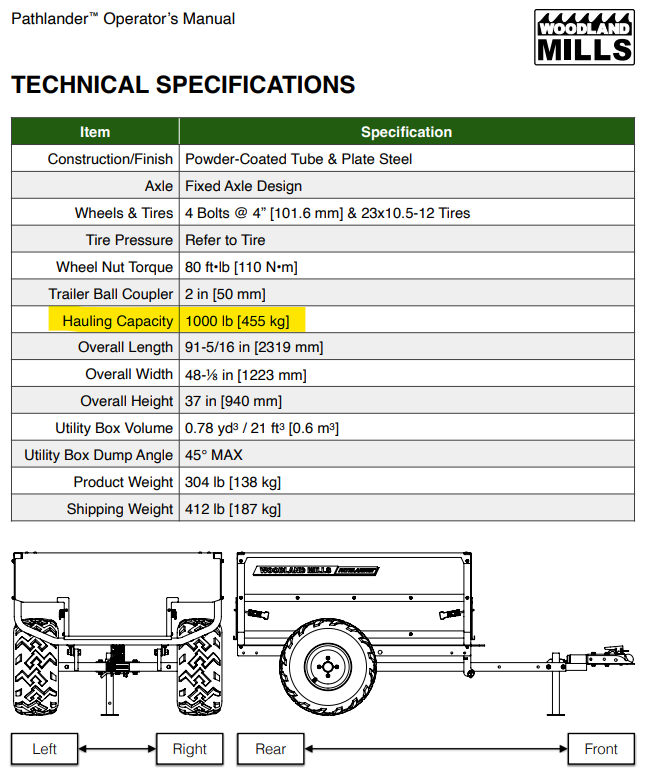 Pathlander™ Operator's Manual
WOODLAND
MILLS
TECHNICAL SPECIFICATIONS
Item Specification
Construction/Finish Powder-Coated Tube & Plate Steel
Axle Fixed Axle Design
Wheels & Tires 4 Bolts @ 4” [101.6 mm] & 23x10.5-12 Tires
Tire Pressure Refer to Tire
Wheel Nut Torque 80 ft•lb [110 N•m]
Trailer Ball Coupler 2 in [50 mm]
Hauling Capacity 1000 lb [455 kg]
Overall Length 91-5/16 in [2319 mm]
Overall Width 48-⅛ in [1223 mm]
Overall Height 37 in [940 mm]
Utility Box Volume 0.78 yd³ / 21 ft³ [0.6 m³]
Utility Box Dump Angle 45° MAX
Product Weight 304 lb [138 kg]
Shipping Weight 412 lb [187 kg]
WOODLAND MILLS PATHLANDER
Left Right Rear Front